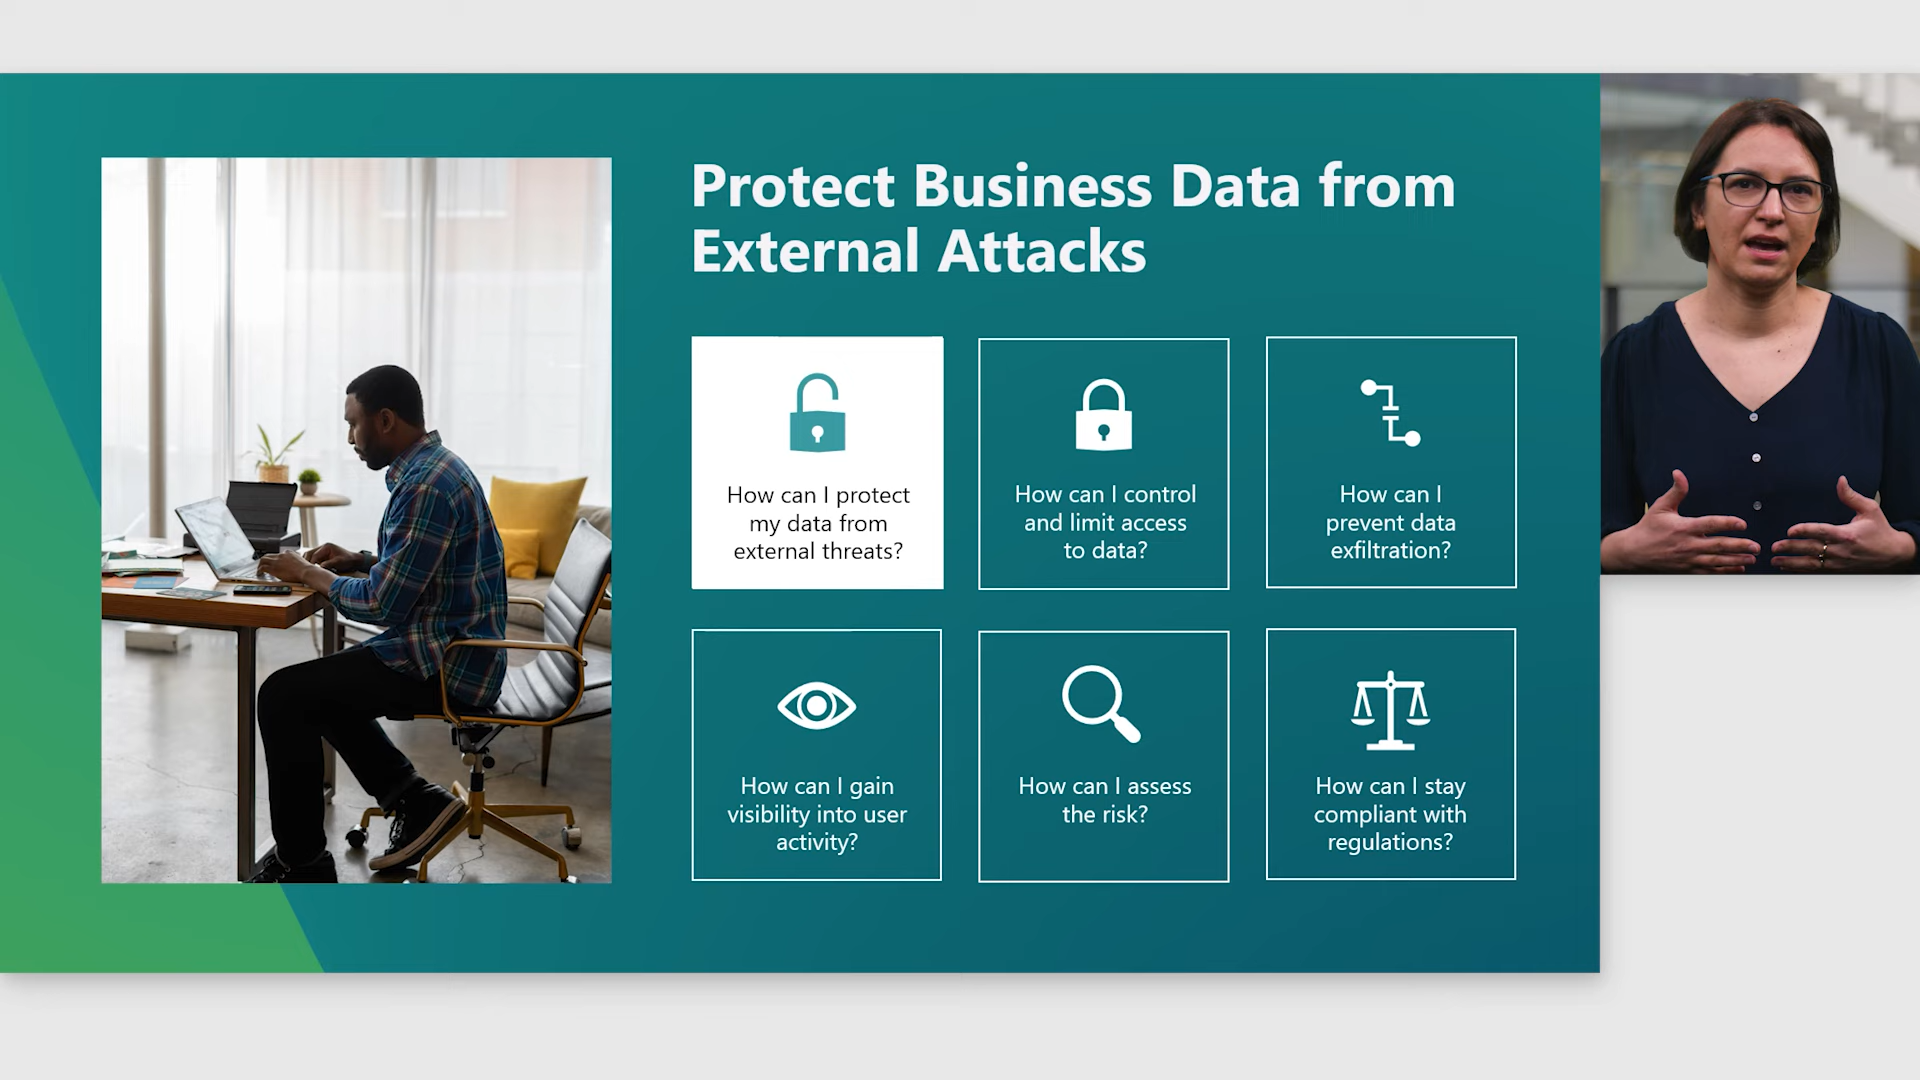 Protect Business Data from
External Attacks
How can I protect
my data from
external threats?
How can I control
and limit access
to data?
How can I
prevent data
exfiltration?
How can I gain
visibility into user
activity?
How can I assess
the risk?
How can I stay
compliant with
regulations?